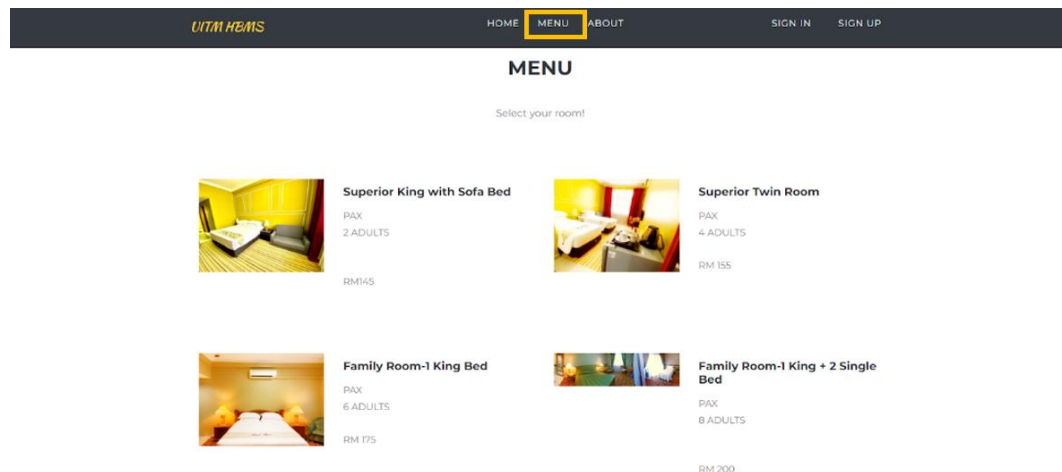 UITM HBMS
HOME MENU ABOUT
SIGN IN SIGN UP
MENU
Select your room!
Superior King with Sofa Bed
PAX
2 ADULTS
RM145
Superior Twin Room
PAX
4 ADULTS
RM 155
Family Room-1 King Bed
PAX
6 ADULTS
RM 175
Family Room-1 King + 2 Single
Bed
PAX
8 ADULTS
RM 200